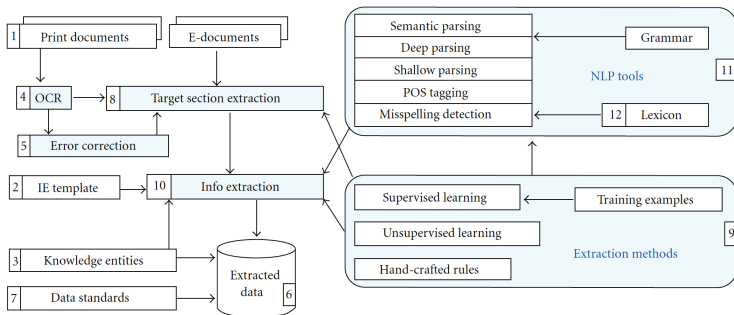 1 Print documents
E-documents
4 OCR
8 Target section extraction
5 Error correction
2 IE template
10 Info extraction
3 Knowledge entities
7 Data standards
Extracted
data 6
Semantic parsing
Deep parsing
Shallow parsing
POS tagging
Misspelling detection
Grammar
NLP tools
11
12 Lexicon
Supervised learning
Training examples
Unsupervised learning
9
Extraction methods
Hand-crafted rules